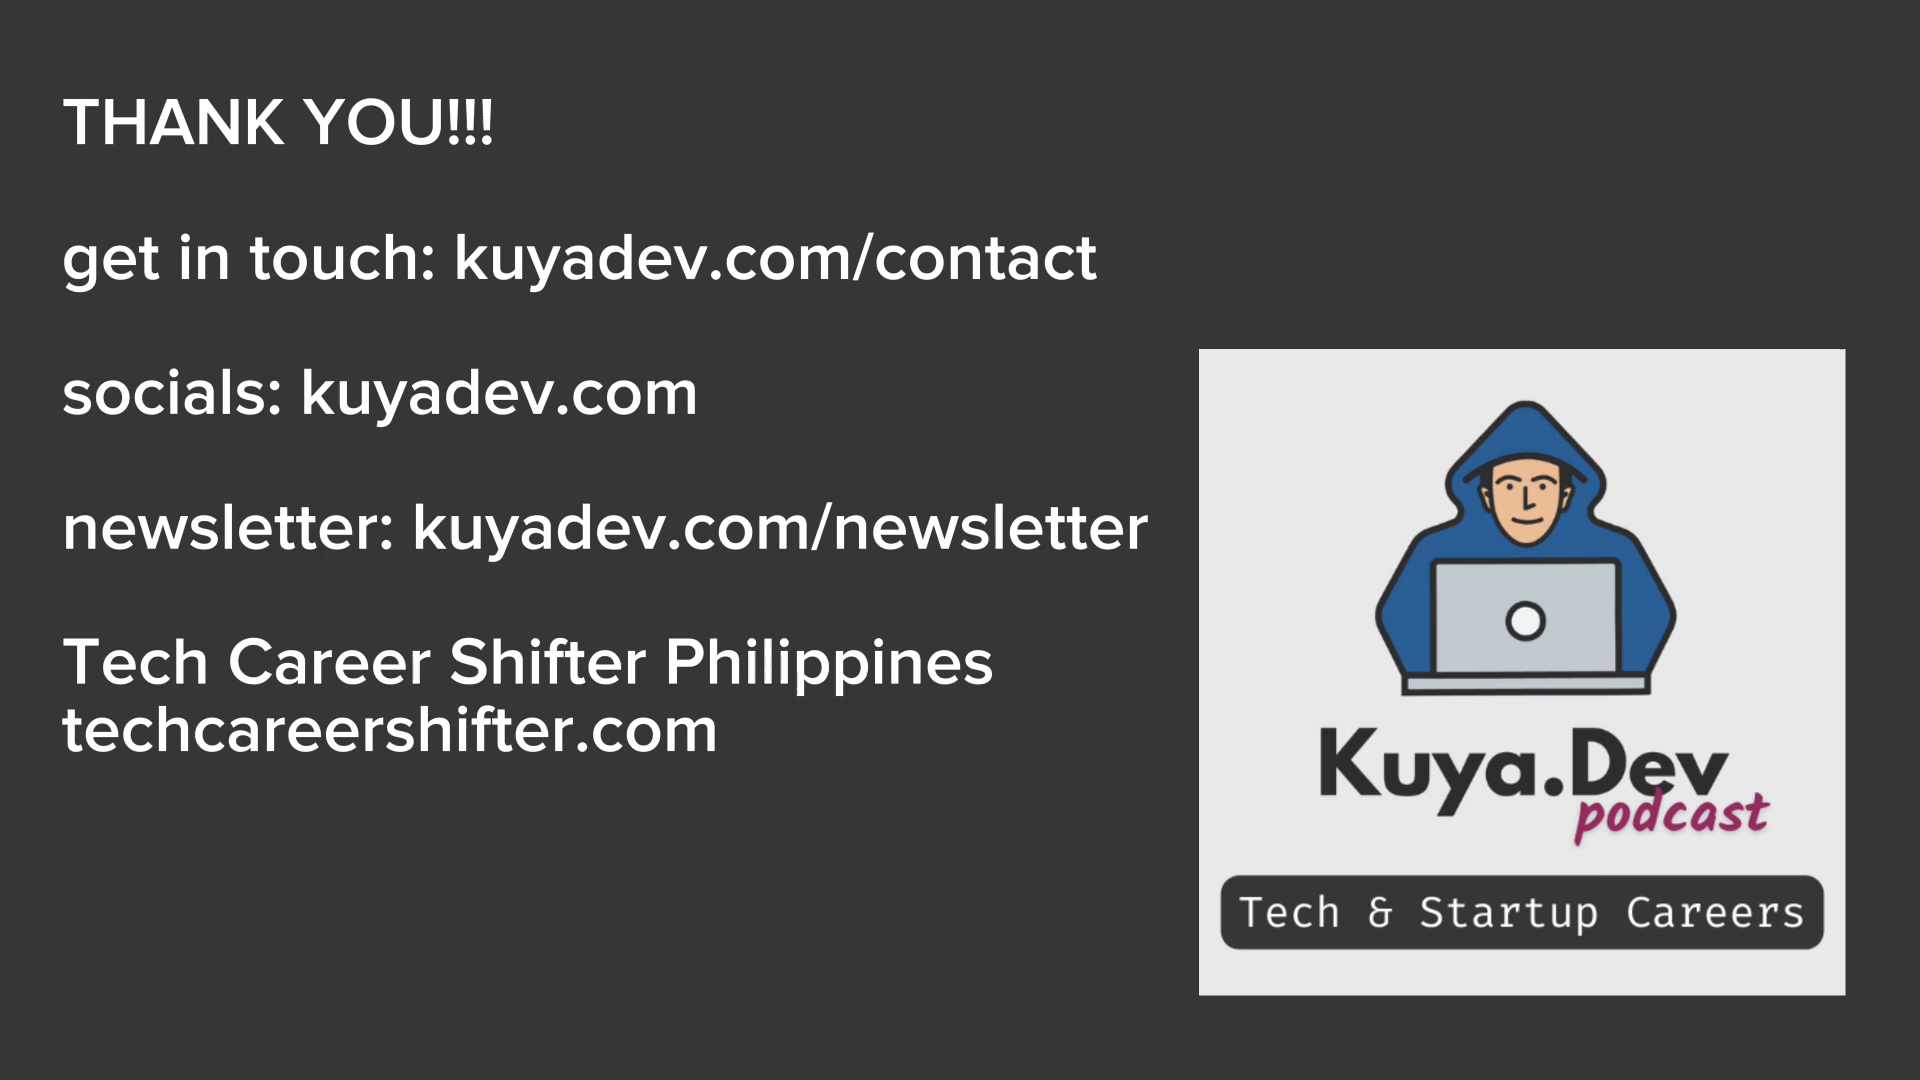 THANK YOU!!!
get in touch: kuyadev.com/contact
socials: kuyadev.com
newsletter: kuyadev.com/newsletter
Tech Career Shifter Philippines
techcareershifter.com
Kuya.Dev
podcast
Tech & Startup Careers